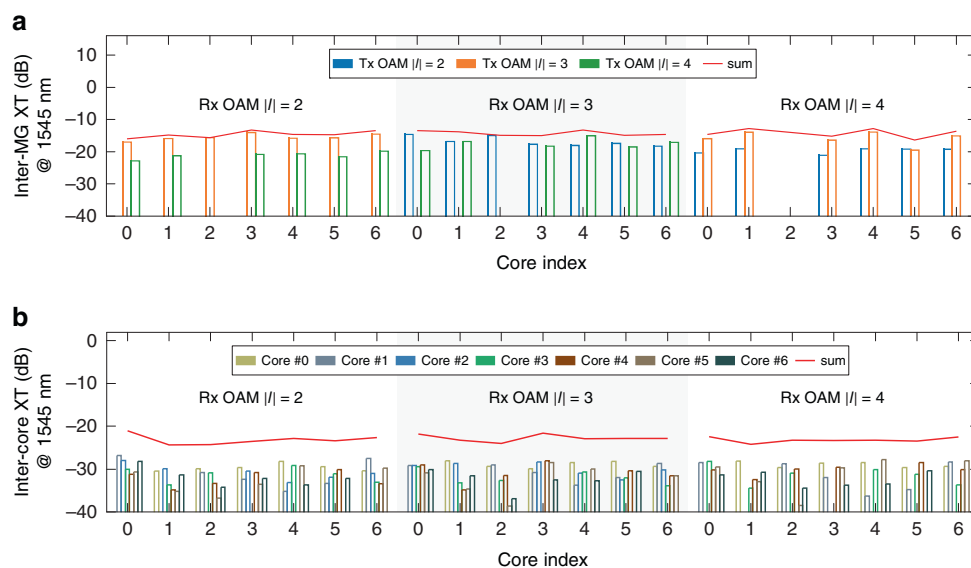 a
Inter-MG XT (dB)
@ 1545 nm
10
0
−10
−20
−30
−40
Tx OAM |l| = 2 Tx OAM |l| = 3 Tx OAM |l| = 4 sum
Rx OAM |l| = 2 Rx OAM |l| = 3 Rx OAM |l| = 4
0 1 2 3 4 5 6 0 1 2 3 4 5 6 0 1 2 3 4 5 6
Core index
b
Inter-core XT (dB)
@ 1545 nm
0
−10
−20
−30
−40
Core #0 Core #1 Core #2 Core #3 Core #4 Core #5 Core #6 sum
Rx OAM |l| = 2 Rx OAM |l| = 3 Rx OAM |l| = 4
0 1 2 3 4 5 6 0 1 2 3 4 5 6 0 1 2 3 4 5 6
Core index